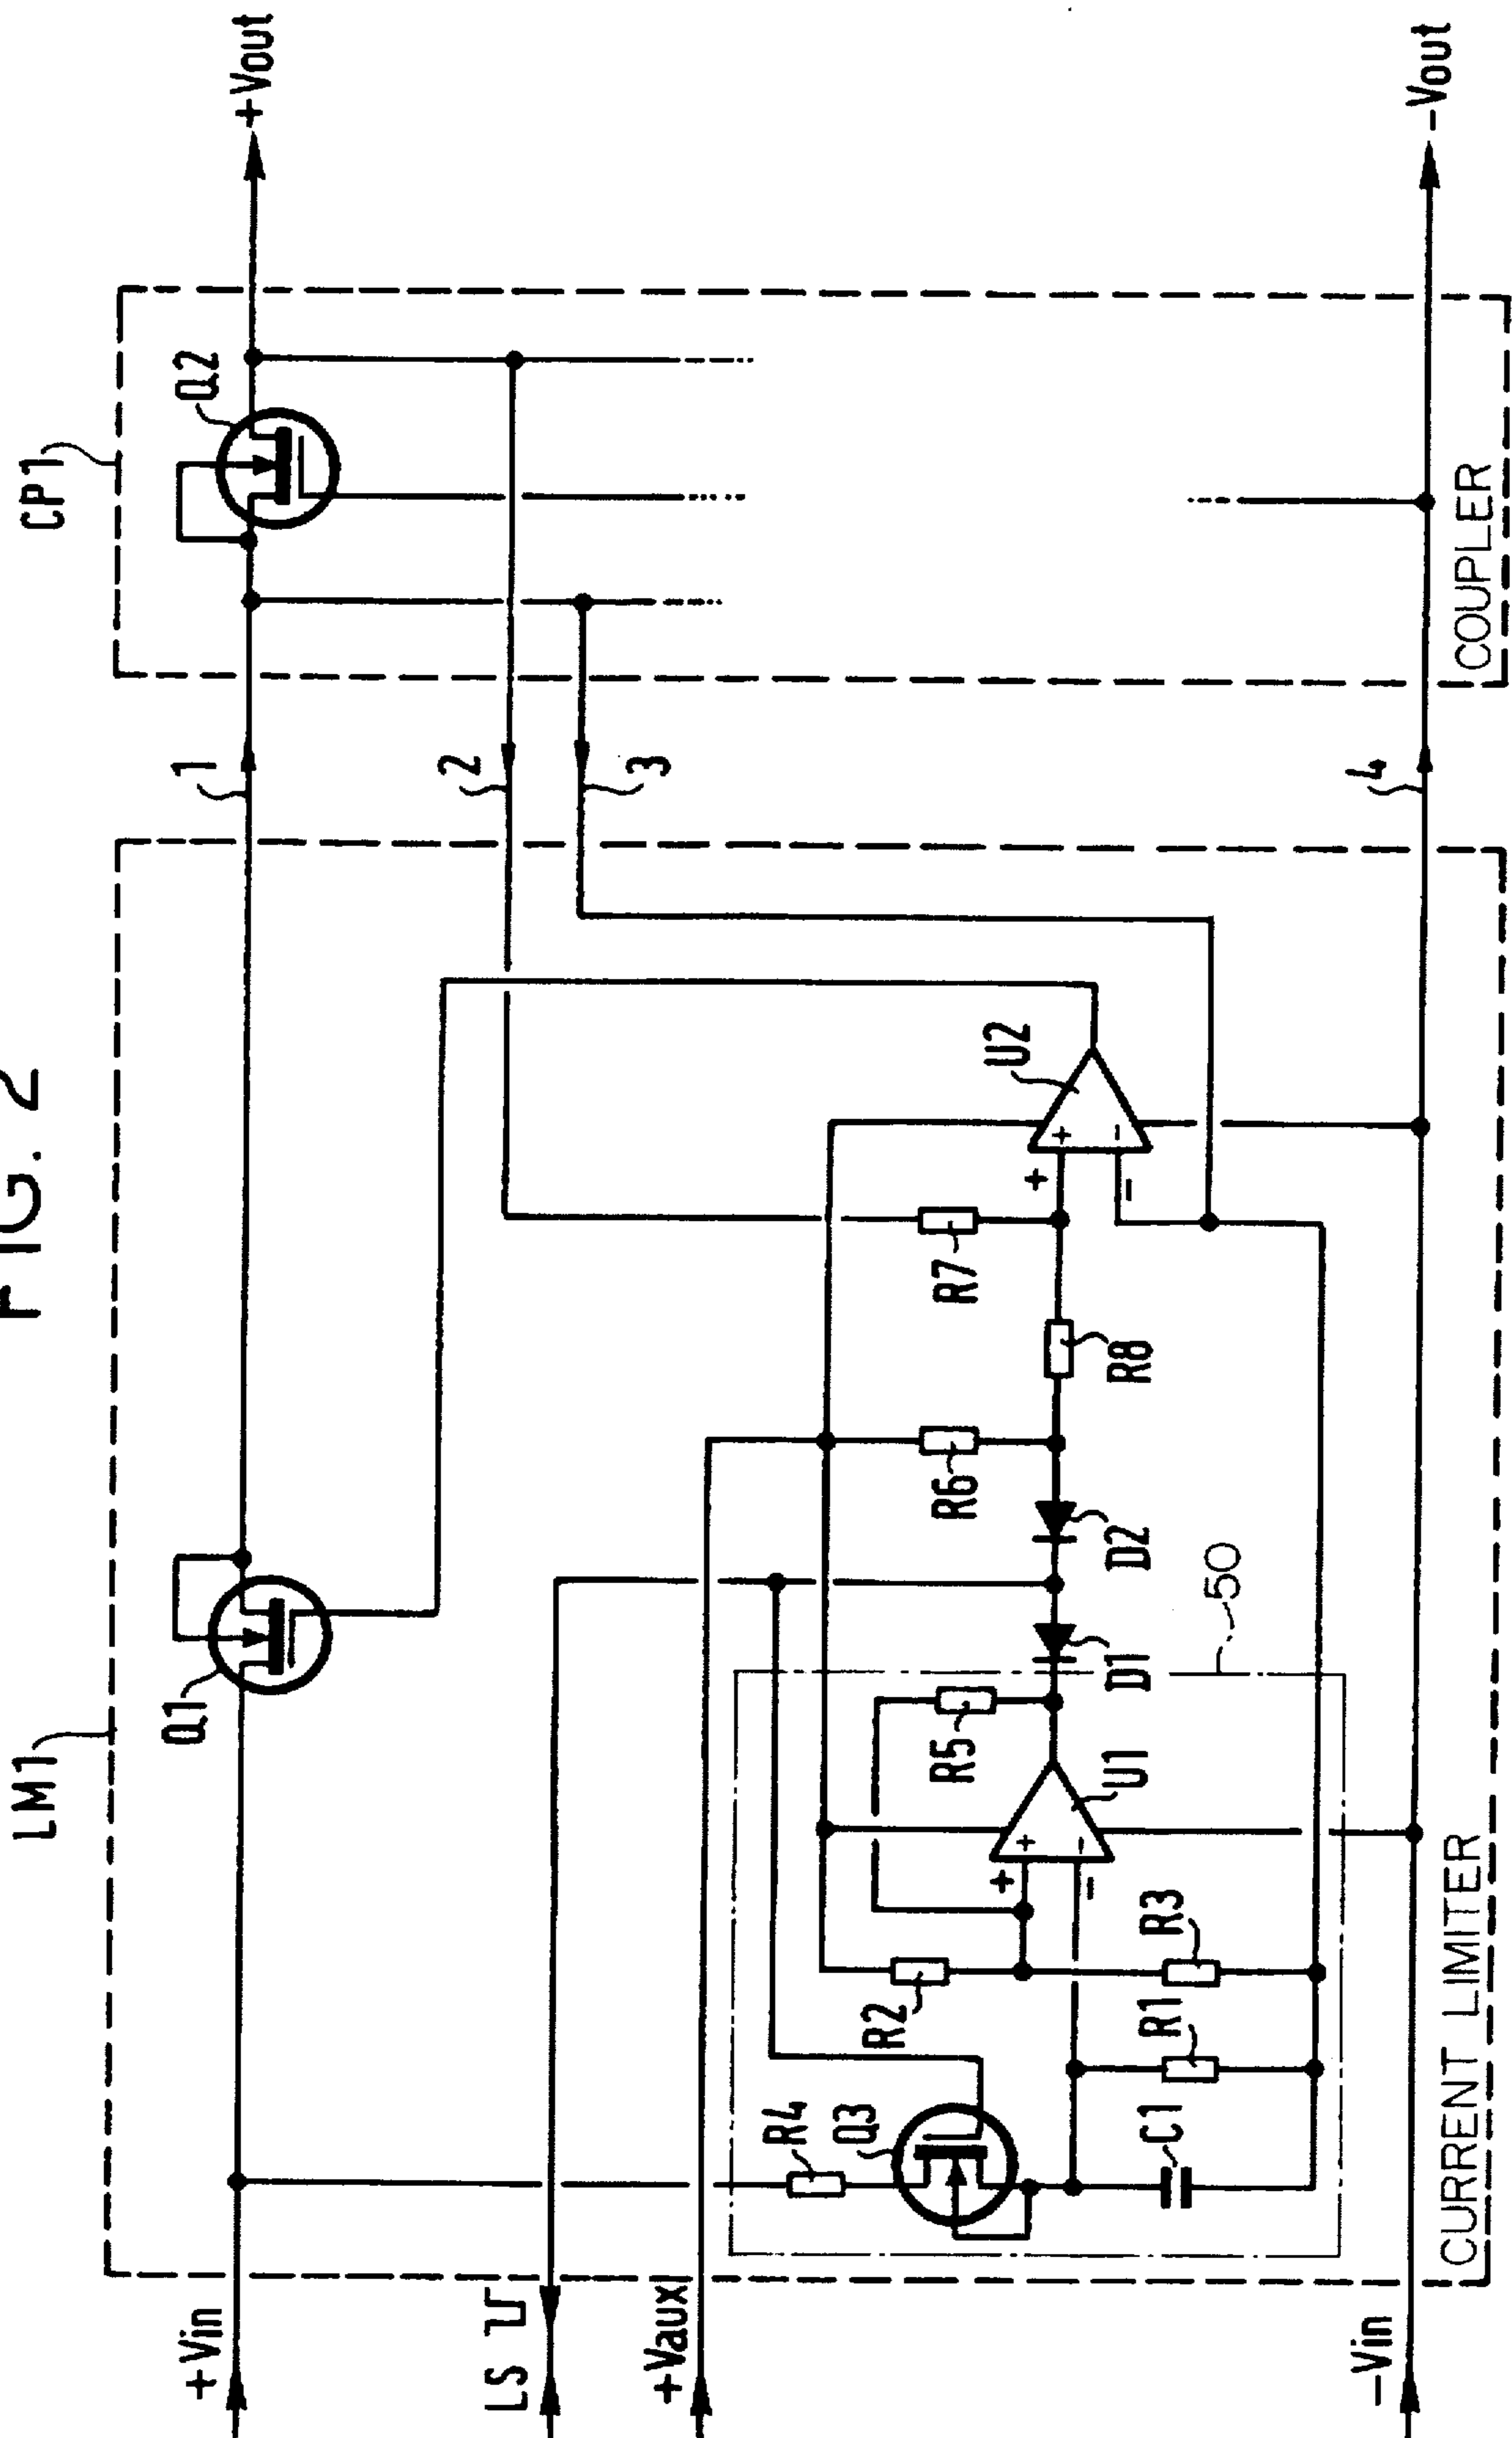 FIG. 2
LM1
CP1
+Vin
Q1
1
Q2
+Vout
LS
2
3
+Vaux
R4
Q3
R2
R5
R6
R7
U2
+
-
+
-
+
-
+
-
U1
D1
D2
R8
C1
R1
R3
50
4
-Vin
-Vout
CURRENT LIMITER
COUPLER